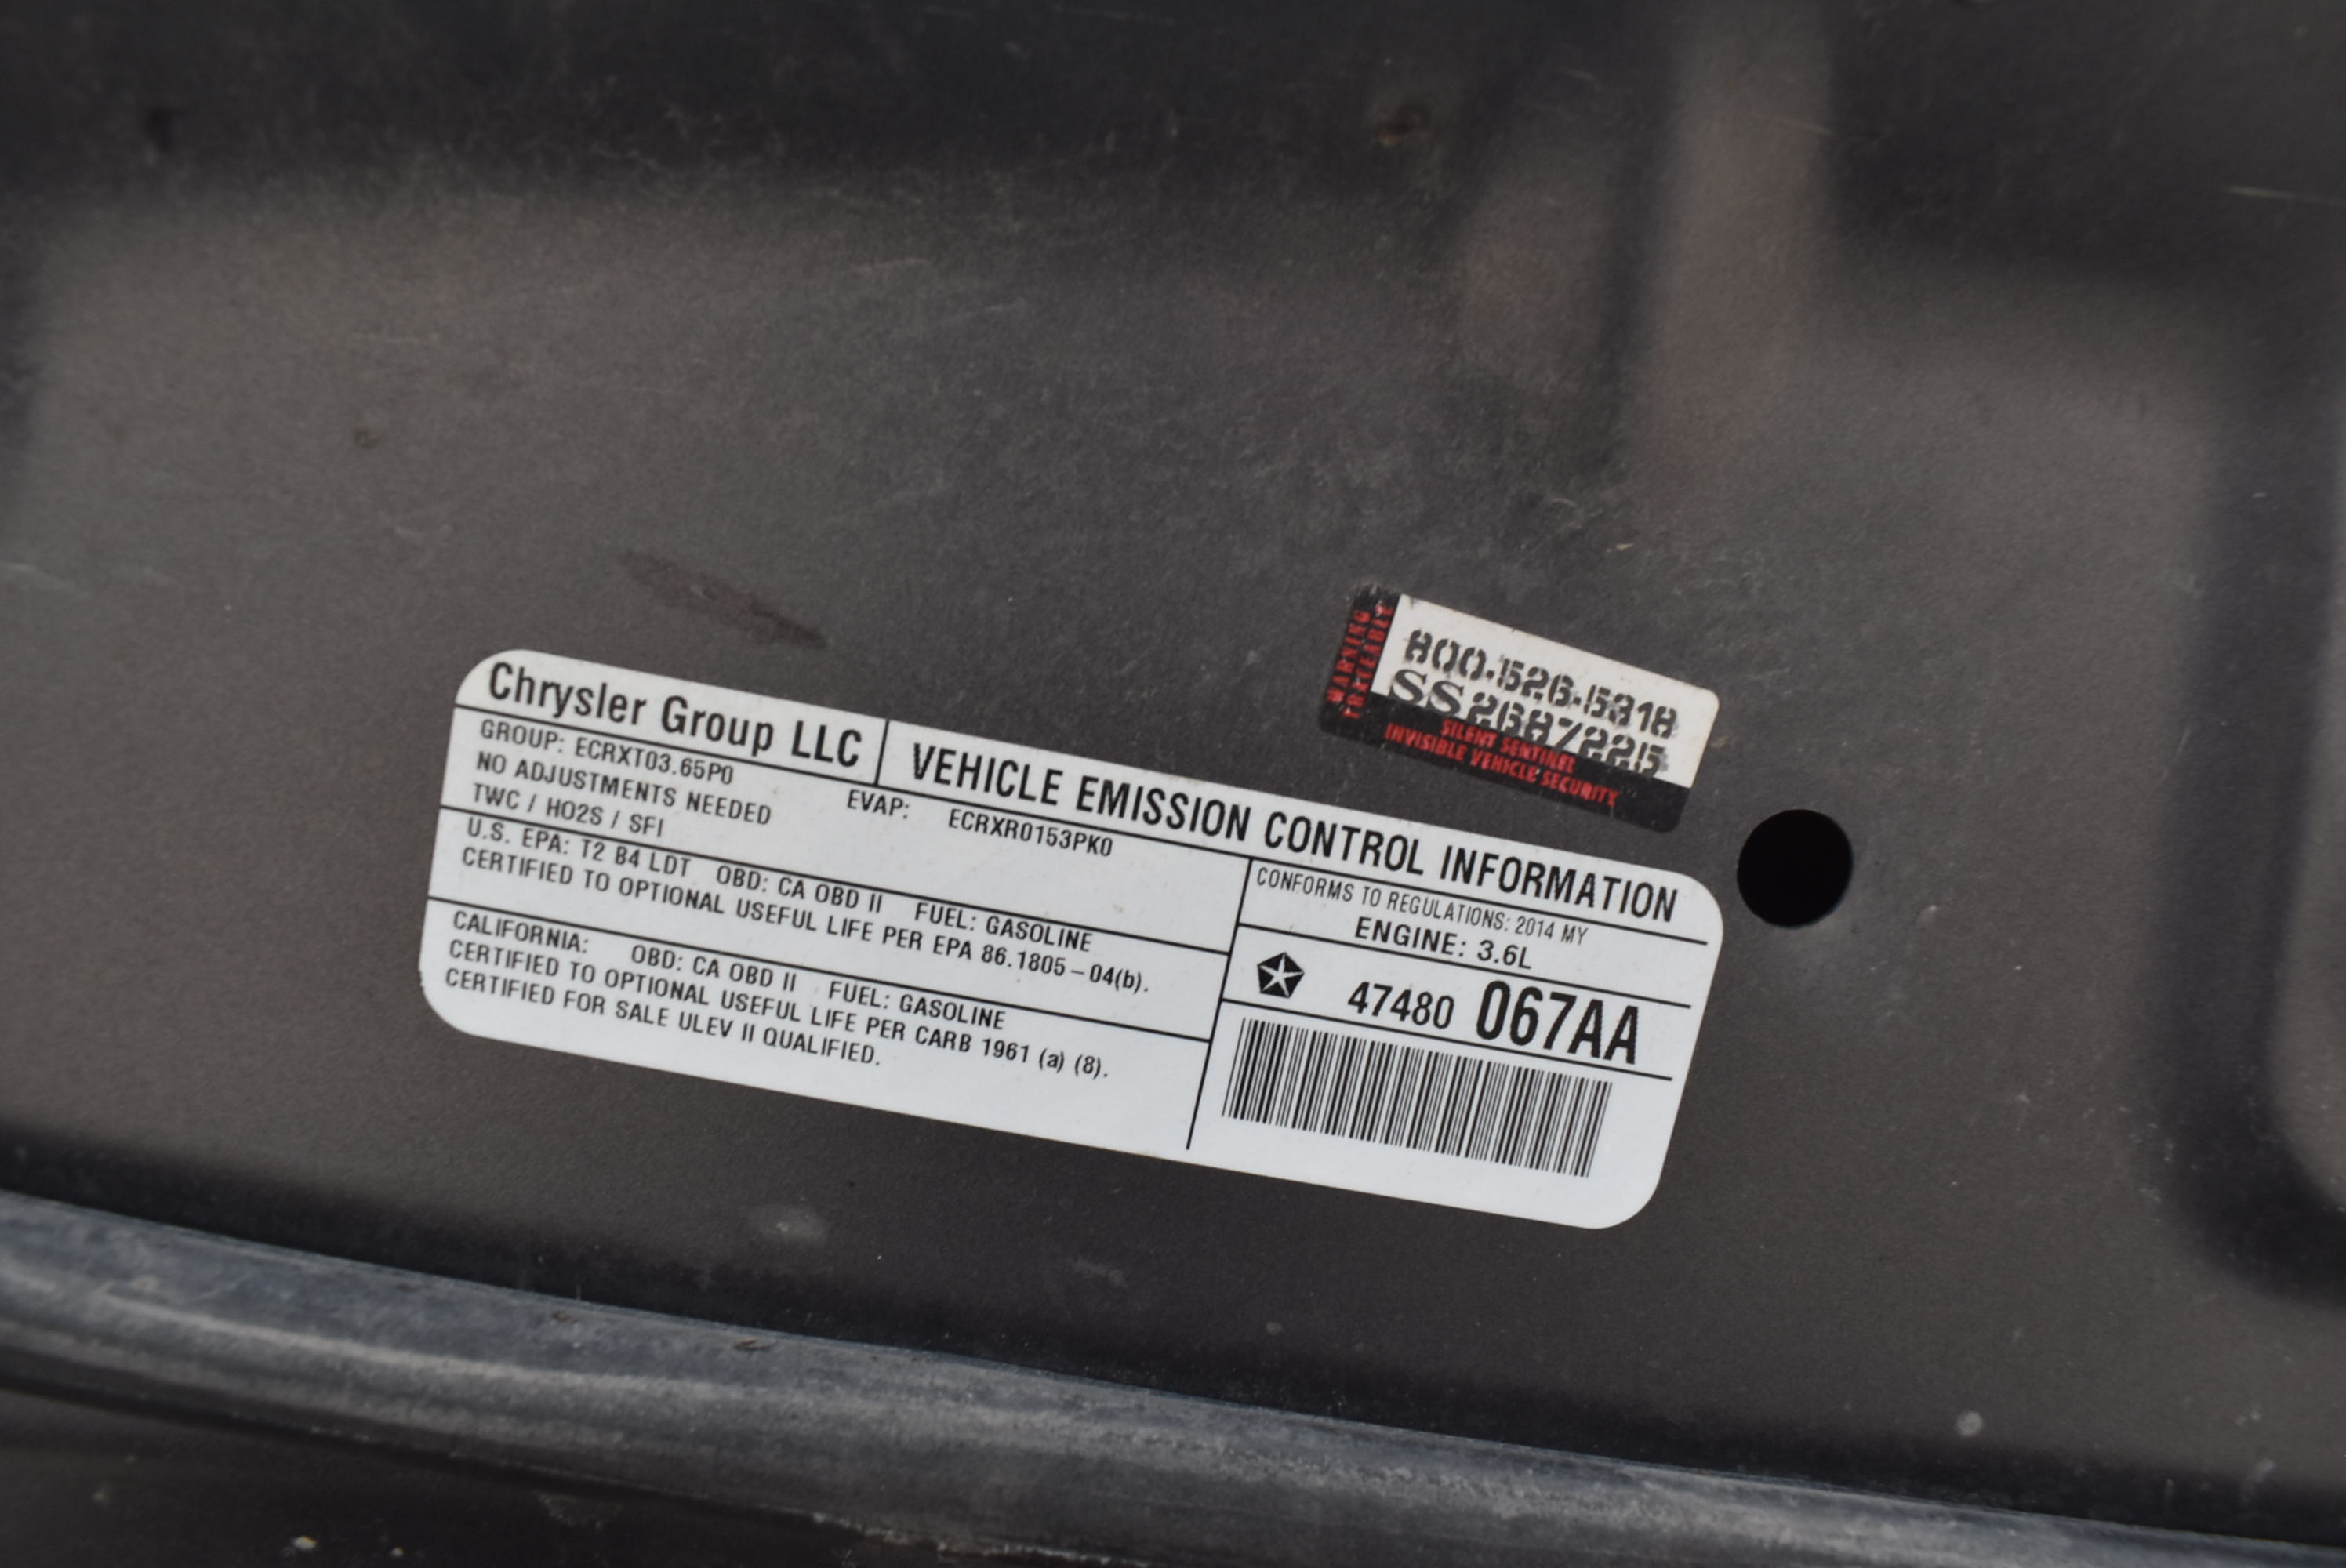 WARNING
TRACEABLE
800-526-5318
SS2687225
SILENT SENTINEL
INVISIBLE VEHICLE SECURITY
Chrysler Group LLC
VEHICLE EMISSION CONTROL INFORMATION
GROUP: ECRXT03.65P0
EVAP: ECRXR0153PK0
NO ADJUSTMENTS NEEDED
TWC / HO2S / SFI
U.S. EPA: T2 B4 LDT OBD: CA OBD II FUEL: GASOLINE
CERTIFIED TO OPTIONAL USEFUL LIFE PER EPA 86.1805-04(b).
CALIFORNIA: OBD: CA OBD II FUEL: GASOLINE
CERTIFIED TO OPTIONAL USEFUL LIFE PER CARB 1961 (a) (8).
CERTIFIED FOR SALE ULEV II QUALIFIED.
CONFORMS TO REGULATIONS: 2014 MY
ENGINE: 3.6L
47480 067AA